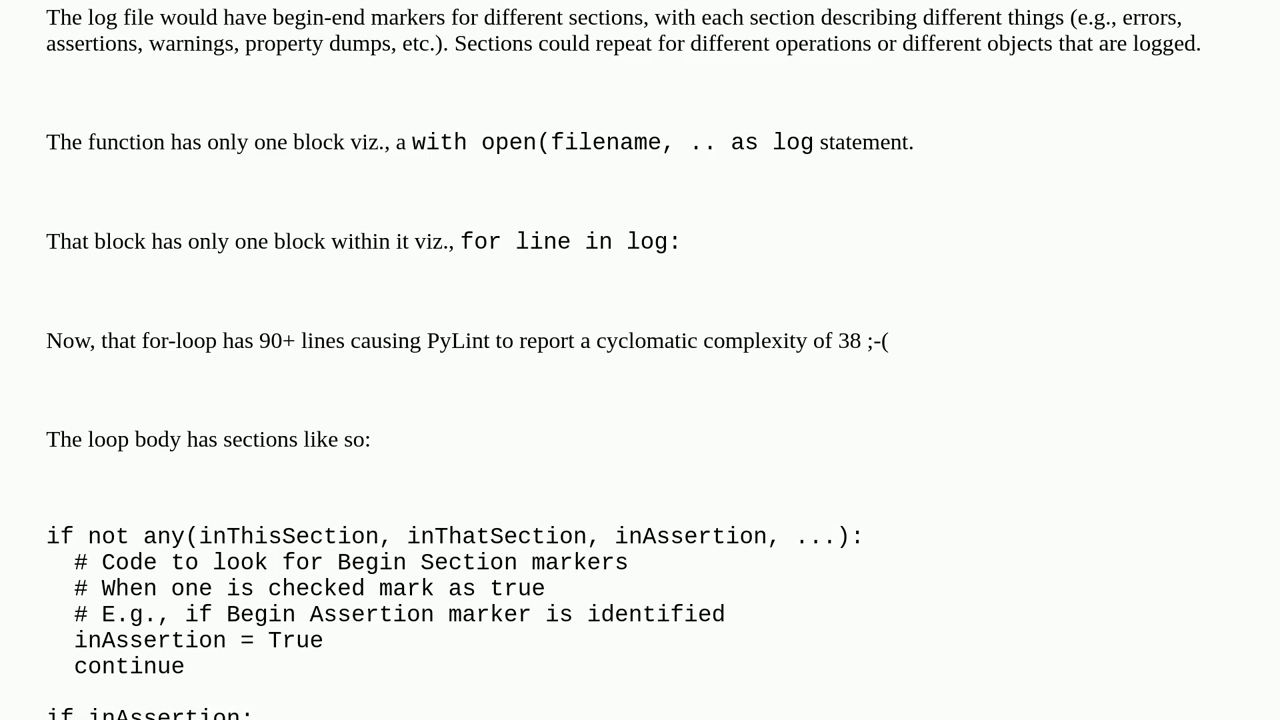 The log file would have begin-end markers for different sections, with each section describing different things (e.g., errors,
assertions, warnings, property dumps, etc.). Sections could repeat for different operations or different objects that are logged.
The function has only one block viz., a with open(filename, .. as log statement.
That block has only one block within it viz., for line in log:
Now, that for-loop has 90+ lines causing PyLint to report a cyclomatic complexity of 38 ;-(
The loop body has sections like so:
if not any(inThisSection, inThatSection, inAssertion, ...):
  # Code to look for Begin Section markers
  # When one is checked mark as true
  # E.g., if Begin Assertion marker is identified
  inAssertion = True
  continue
if inAssertion: